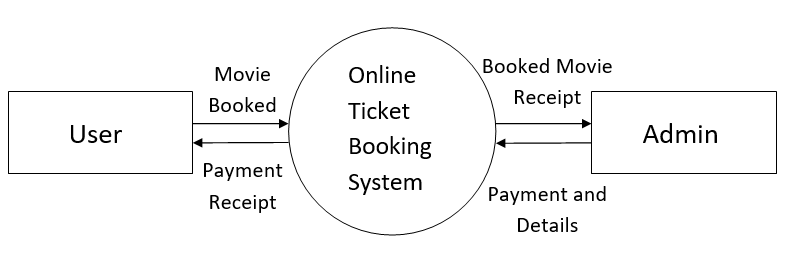 User
Movie
Booked
Payment
Receipt
Online
Ticket
Booking
System
Booked Movie
Receipt
Payment and
Details
Admin